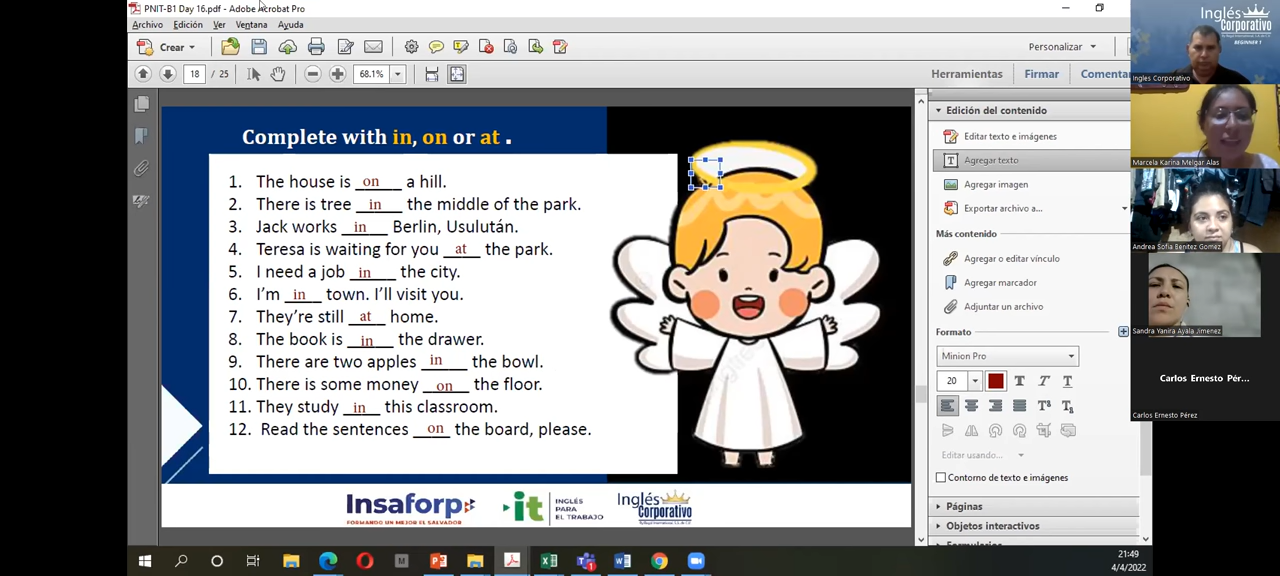 PNIT-B1 Day 16.pdf - Adobe Acrobat Pro
Archivo Edición Ver Ventana Ayuda
Crear
Personalizar
18 / 25
68.1%
Herramientas Firmar Comentar
Complete with in, on or at .
1. The house is on a hill.
2. There is tree in the middle of the park.
3. Jack works in Berlin, Usulután.
4. Teresa is waiting for you at the park.
5. I need a job in the city.
6. I'm in town. I'll visit you.
7. They're still at home.
8. The book is in the drawer.
9. There are two apples in the bowl.
10. There is some money on the floor.
11. They study in this classroom.
12. Read the sentences on the board, please.
Insaforp
FORMANDO UN MEJOR EL SALVADOR
it
INGLÉS
PARA
EL TRABAJO
Inglés
Corporativo
Edición del contenido
Editar texto e imágenes
Agregar texto
Agregar imagen
Exportar archivo a...
Más contenido
Agregar o editar vínculo
Agregar marcador
Adjuntar un archivo
Formato
Minion Pro
20
Editar usando...
Contorno de texto e imágenes
Páginas
Objetos interactivos
Inglés
Corporativo
BEGINNER 1
Ingles Corporativo
Marcela Karina Melgar Alas
Andrea Sofia Benitez Gomez
Sandra Yanira Ayala Jimenez
Carlos Ernesto Pér...
Carlos Ernesto Pérez
21:49
4/4/2022